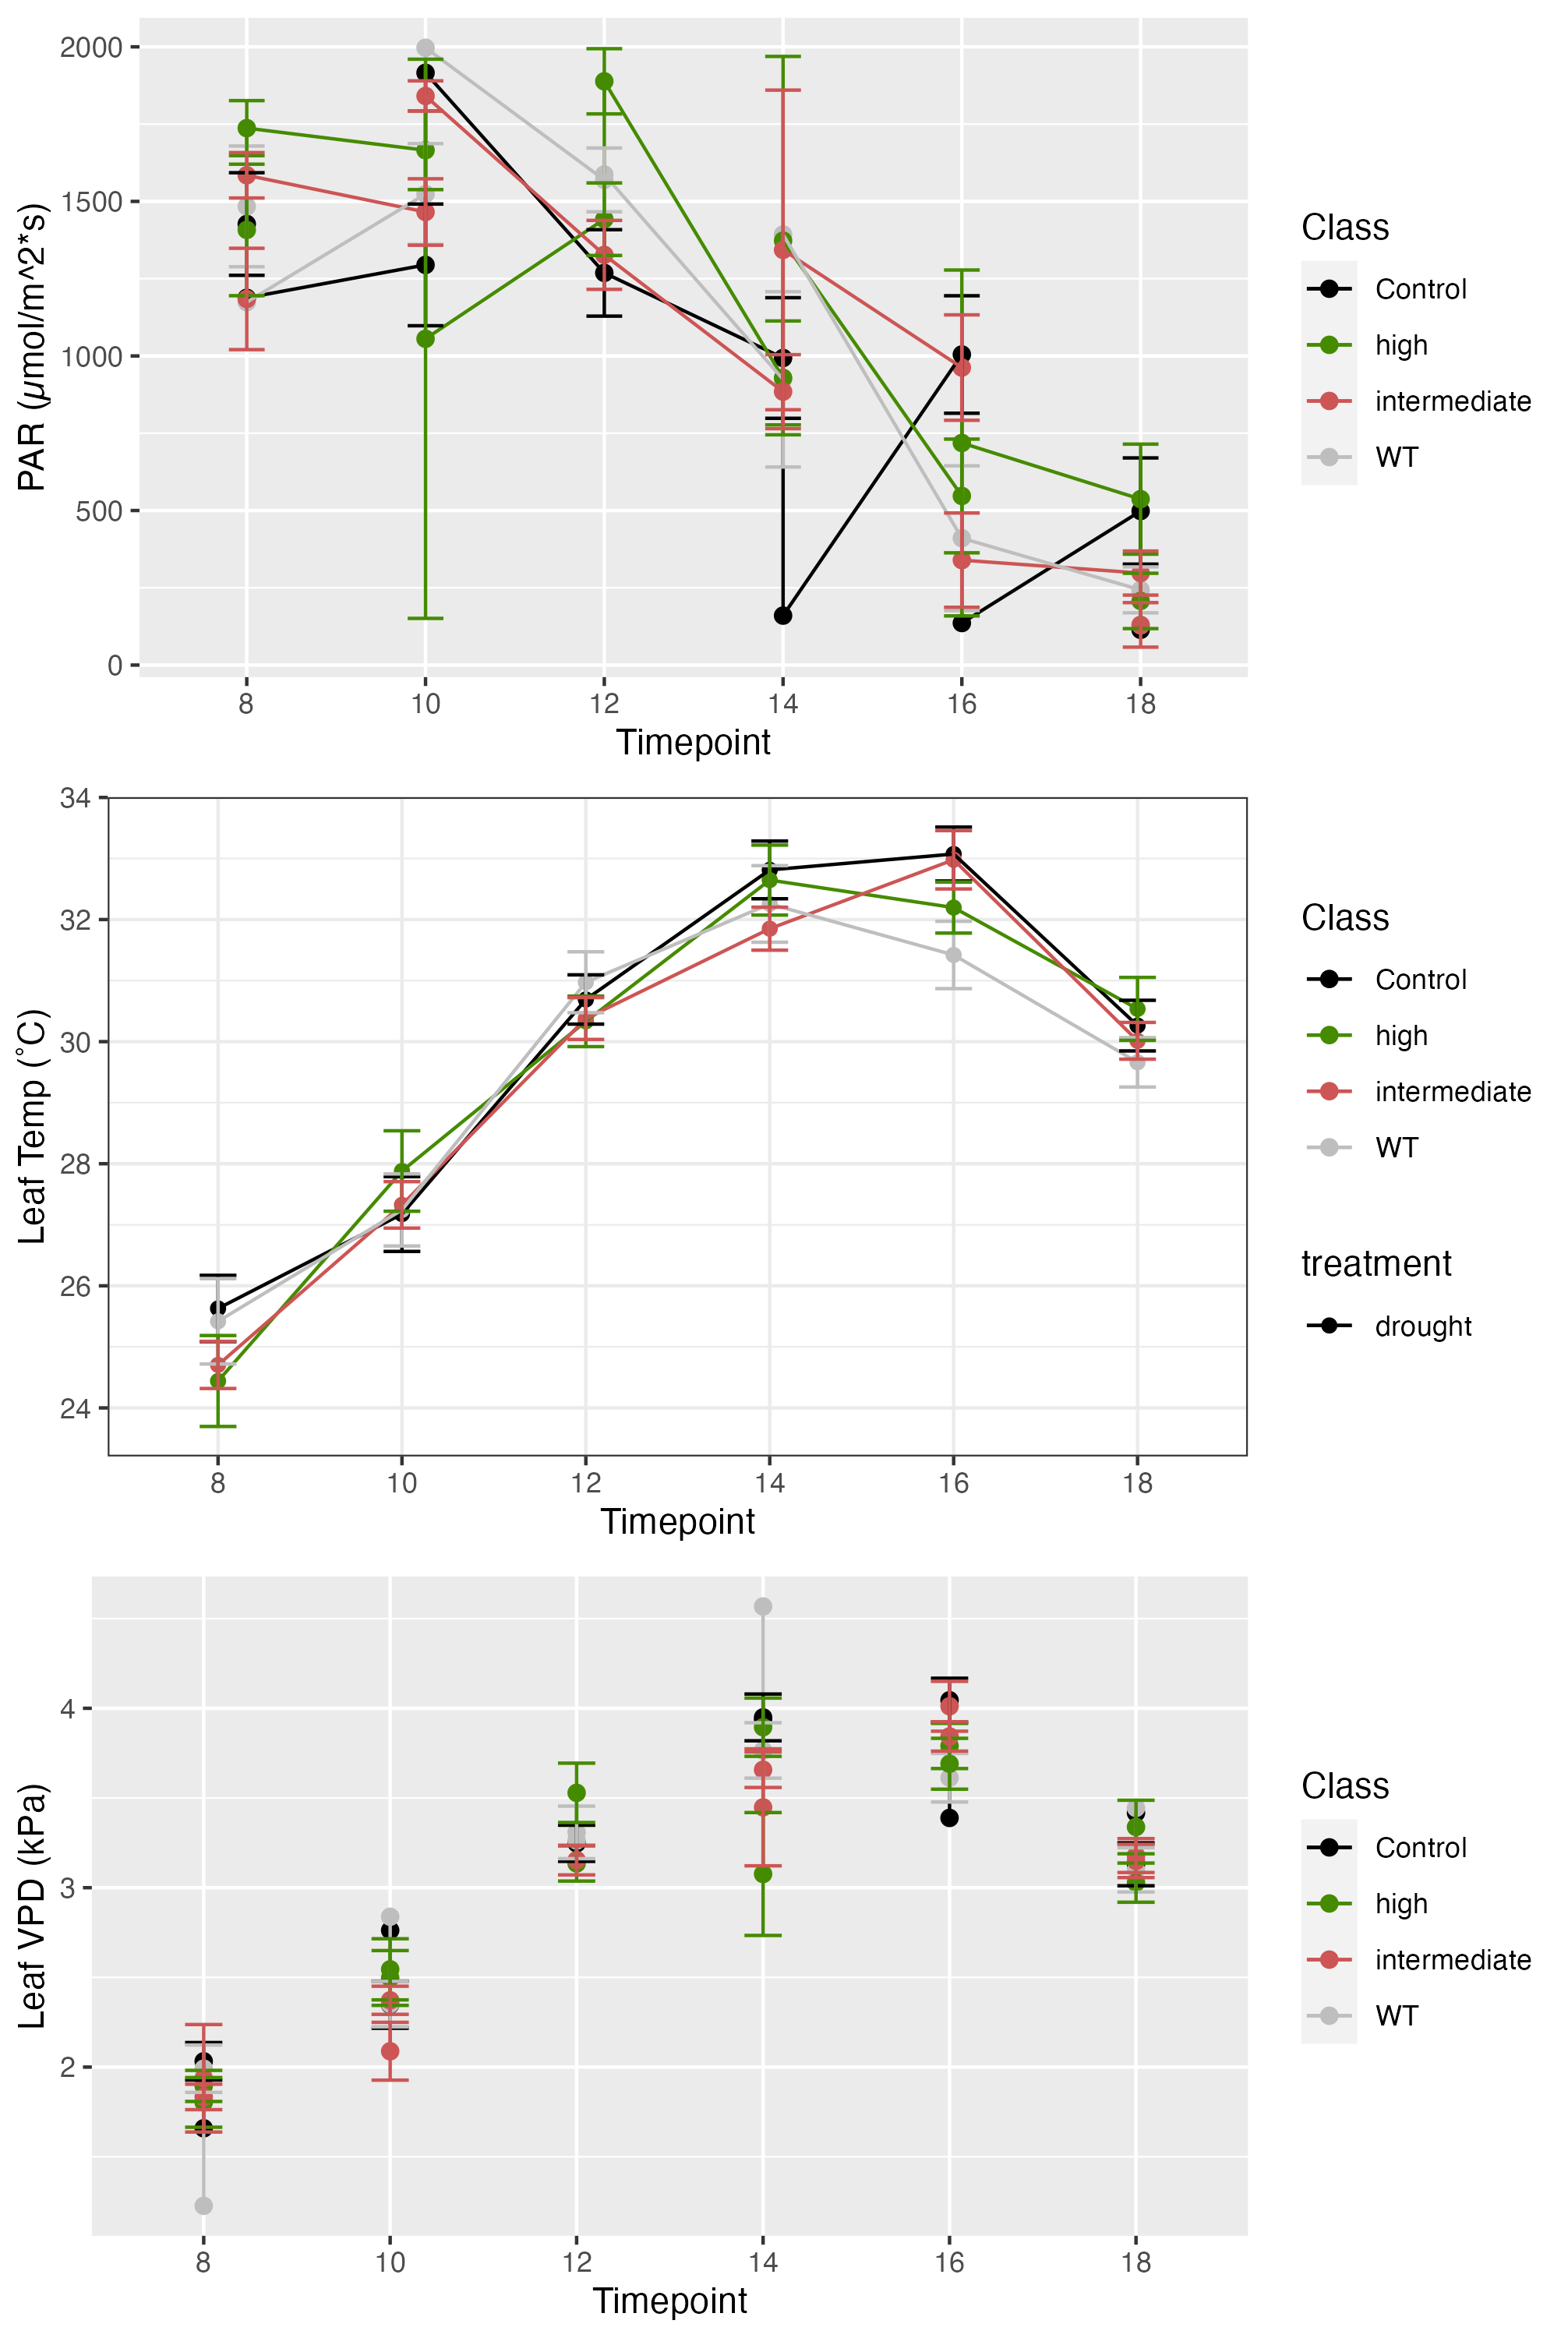 PAR (µmol/m^2*s)
2000
1500
1000
500
0
8 10 12 14 16 18
Timepoint
Class
Control
high
intermediate
WT
Leaf Temp (˚C)
34
32
30
28
26
24
8 10 12 14 16 18
Timepoint
Class
Control
high
intermediate
WT
treatment
drought
Leaf VPD (kPa)
4
3
2
8 10 12 14 16 18
Timepoint
Class
Control
high
intermediate
WT